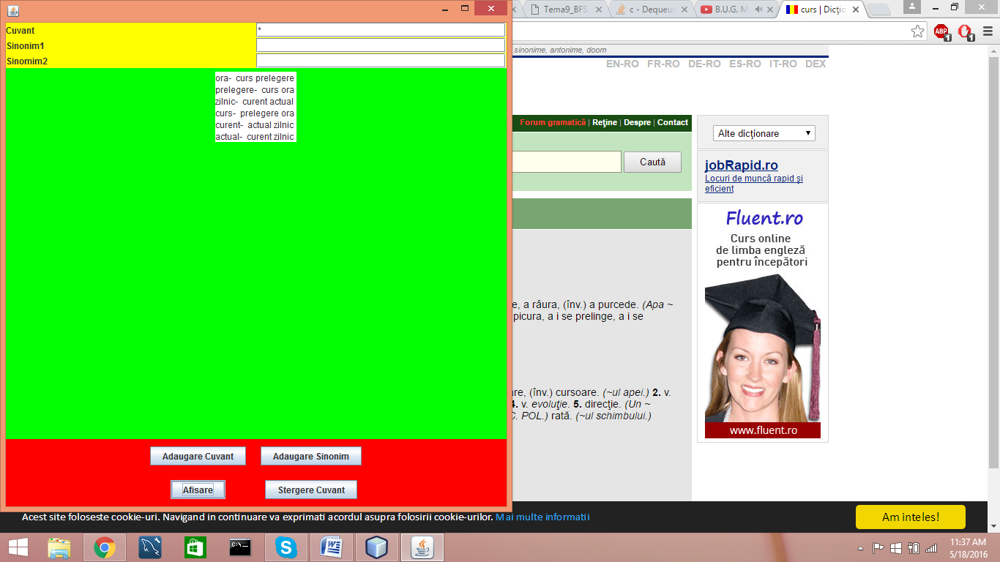 Cuvant *
Sinonim1
Sinomim2
ora- curs prelegere
prelegere- curs ora
zilnic- curent actual
curs- prelegere ora
curent- actual zilnic
actual- curent zilnic
Adaugare Cuvant Adaugare Sinonim
Afisare Stergere Cuvant
Tema9_BFS
c - Dequeue
B.U.G. M
curs | Dicțio
ABP 1 1
sinonime, antonime, doom
EN-RO FR-RO DE-RO ES-RO IT-RO DEX
Forum gramatică | Reţine | Despre | Contact
Caută
e, a râura, (înv.) a purcede. (Apa ~
picura, a i se prelinge, a i se
are, (înv.) cursoare. (~ul apei.) 2. v.
4. v. evoluţie. 5. direcţie. (Un ~
C. POL.) rată. (~ul schimbului.)
Alte dicţionare
jobRapid.ro
Locuri de muncă rapid şi
eficient
Fluent.ro
Curs online
de limba engleză
pentru începători
www.fluent.ro
Acest site foloseste cookie-uri. Navigand in continuare va exprimati acordul asupra folosirii cookie-urilor. Mai multe informatii
Am inteles!
11:37 AM
5/18/2016